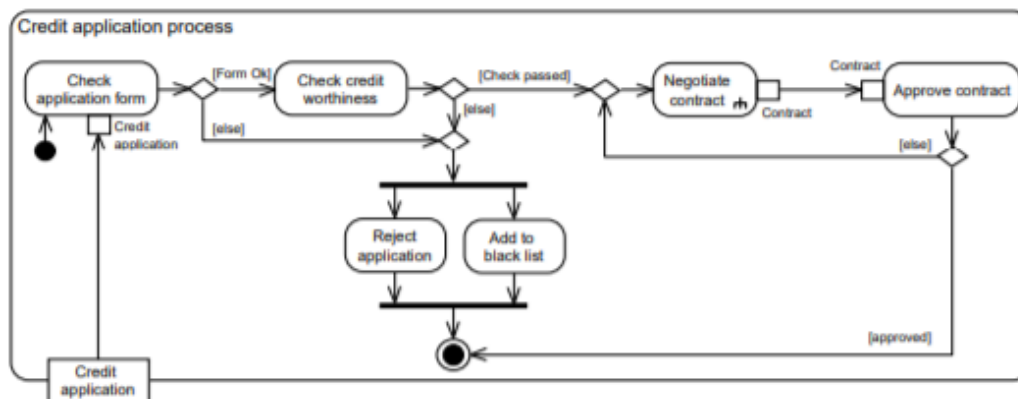 Credit application process
Check
application form
[Form Ok]
Check credit
worthiness
[Check passed]
Negotiate
contract
Contract
Contract
Approve contract
Credit
application
[else]
[else]
[else]
Reject
application
Add to
black list
[approved]
Credit
application